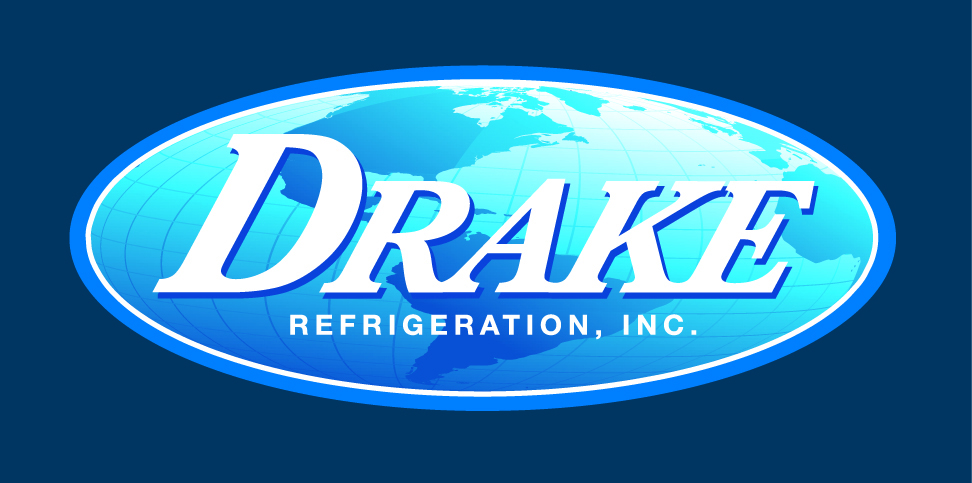 DRAKE
REFRIGERATION, INC.